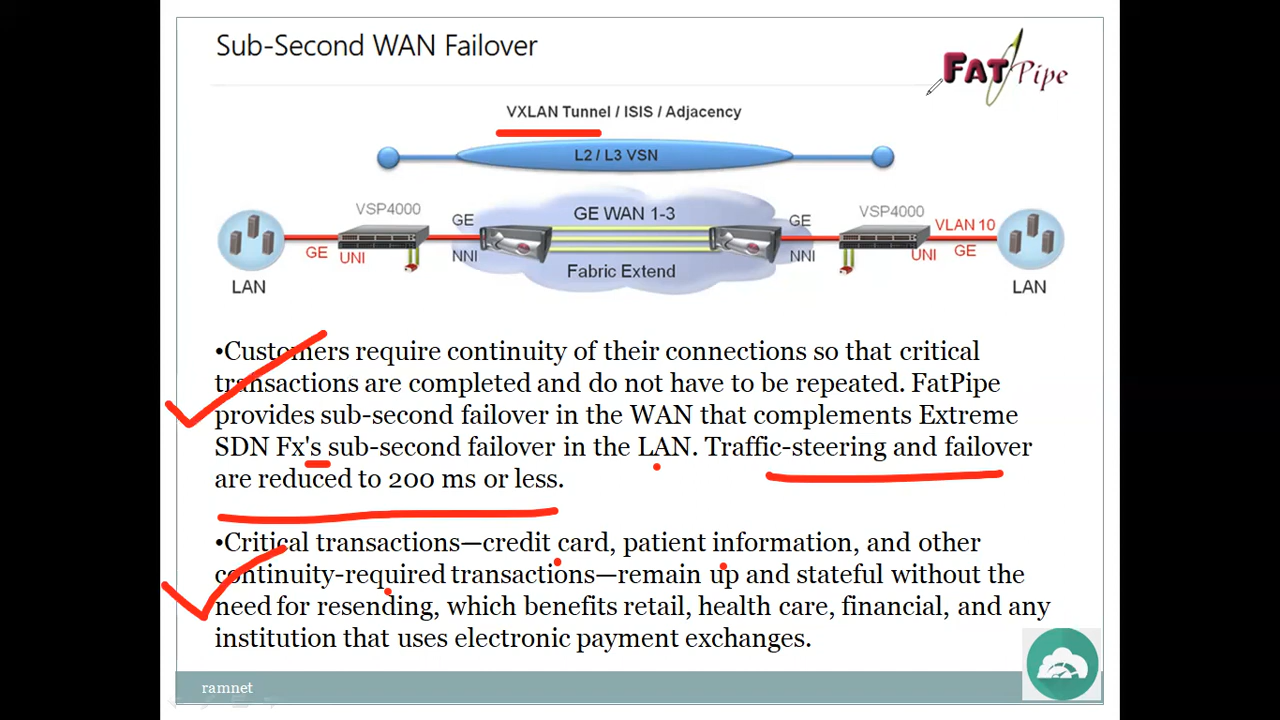 Sub-Second WAN Failover
FATPipe
VXLAN Tunnel / ISIS / Adjacency
L2 / L3 VSN
VSP4000
GE
GE WAN 1-3
GE
VSP4000
VLAN 10
GE
UNI
NNI
Fabric Extend
NNI
UNI
GE
LAN
LAN
•Customers require continuity of their connections so that critical
transactions are completed and do not have to be repeated. FatPipe
provides sub-second failover in the WAN that complements Extreme
SDN Fx's sub-second failover in the LAN. Traffic-steering and failover
are reduced to 200 ms or less.
•Critical transactions—credit card, patient information, and other
continuity-required transactions—remain up and stateful without the
need for resending, which benefits retail, health care, financial, and any
institution that uses electronic payment exchanges.
ramnet